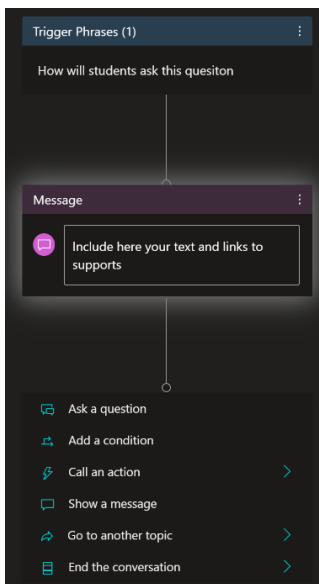 Trigger Phrases (1)
How will students ask this quesiton
Message
Include here your text and links to
supports
Ask a question
Add a condition
Call an action
Show a message
Go to another topic
End the conversation